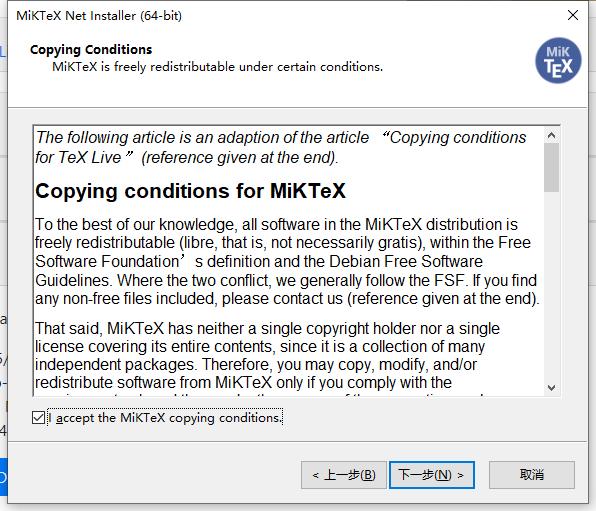 MiKTeX Net Installer (64-bit)
Copying Conditions
MiKTeX is freely redistributable under certain conditions.
MiK
TEX
The following article is an adaption of the article “Copying conditions
for TeX Live” (reference given at the end).
Copying conditions for MiKTeX
To the best of our knowledge, all software in the MiKTeX distribution is
freely redistributable (libre, that is, not necessarily gratis), within the Free
Software Foundation’s definition and the Debian Free Software
Guidelines. Where the two conflict, we generally follow the FSF. If you find
any non-free files included, please contact us (reference given at the end).
That said, MiKTeX has neither a single copyright holder nor a single
license covering its entire contents, since it is a collection of many
independent packages. Therefore, you may copy, modify, and/or
redistribute software from MiKTeX only if you comply with the
I accept the MiKTeX copying conditions.
< 上一步(B)
下一步(N) >
取消